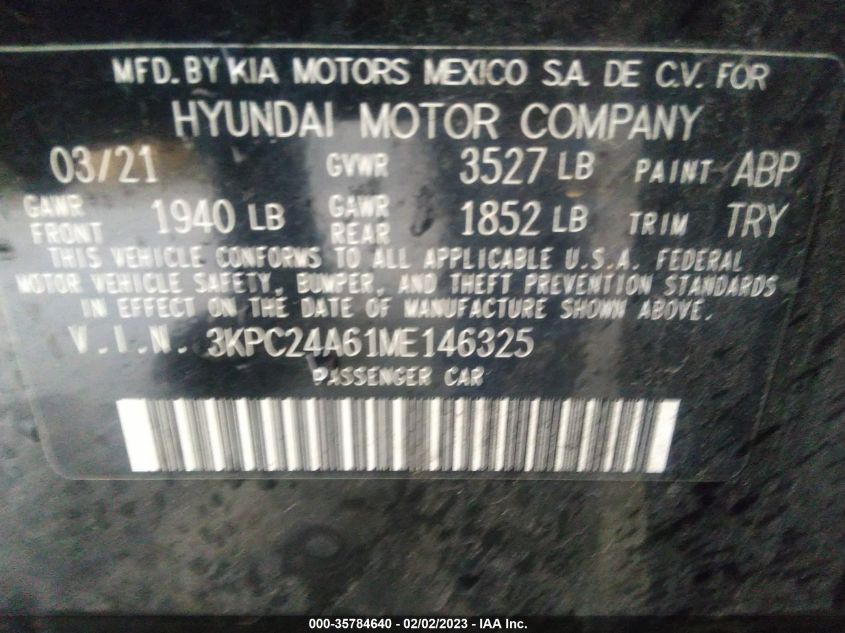 MFD. BY KIA MOTORS MEXICO S.A. DE C.V. FOR
HYUNDAI MOTOR COMPANY
03/21 GVWR 3527 LB PAINT ABP
GAWR FRONT 1940 LB GAWR REAR 1852 LB TRIM TRY
THIS VEHICLE CONFORMS TO ALL APPLICABLE U.S.A. FEDERAL
MOTOR VEHICLE SAFETY, BUMPER, AND THEFT PREVENTION STANDARDS
IN EFFECT ON THE DATE OF MANUFACTURE SHOWN ABOVE.
V.I.N. 3KPC24A61ME146325
PASSENGER CAR
000-35784640 - 02/02/2023 - IAA Inc.